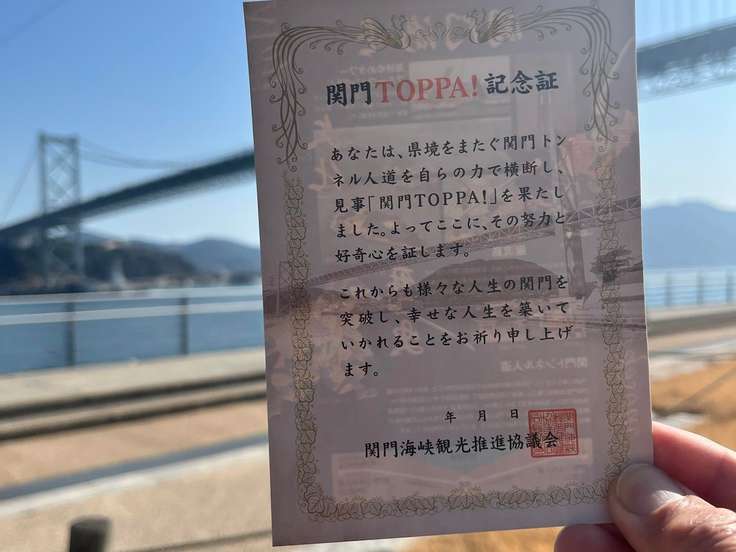 関門TOPPA!記念証
あなたは、県境をまたぐ関門トン
ネル人道を自らの力で横断し、
見事「関門TOPPA!」を果たし
ました。よってここに、その努力と
好奇心を証します。
これからも様々な人生の関門を
突破し、幸せな人生を築いて
いかれることをお祈り申し上げ
ます。
年 月 日
関門海峡観光推進協議会